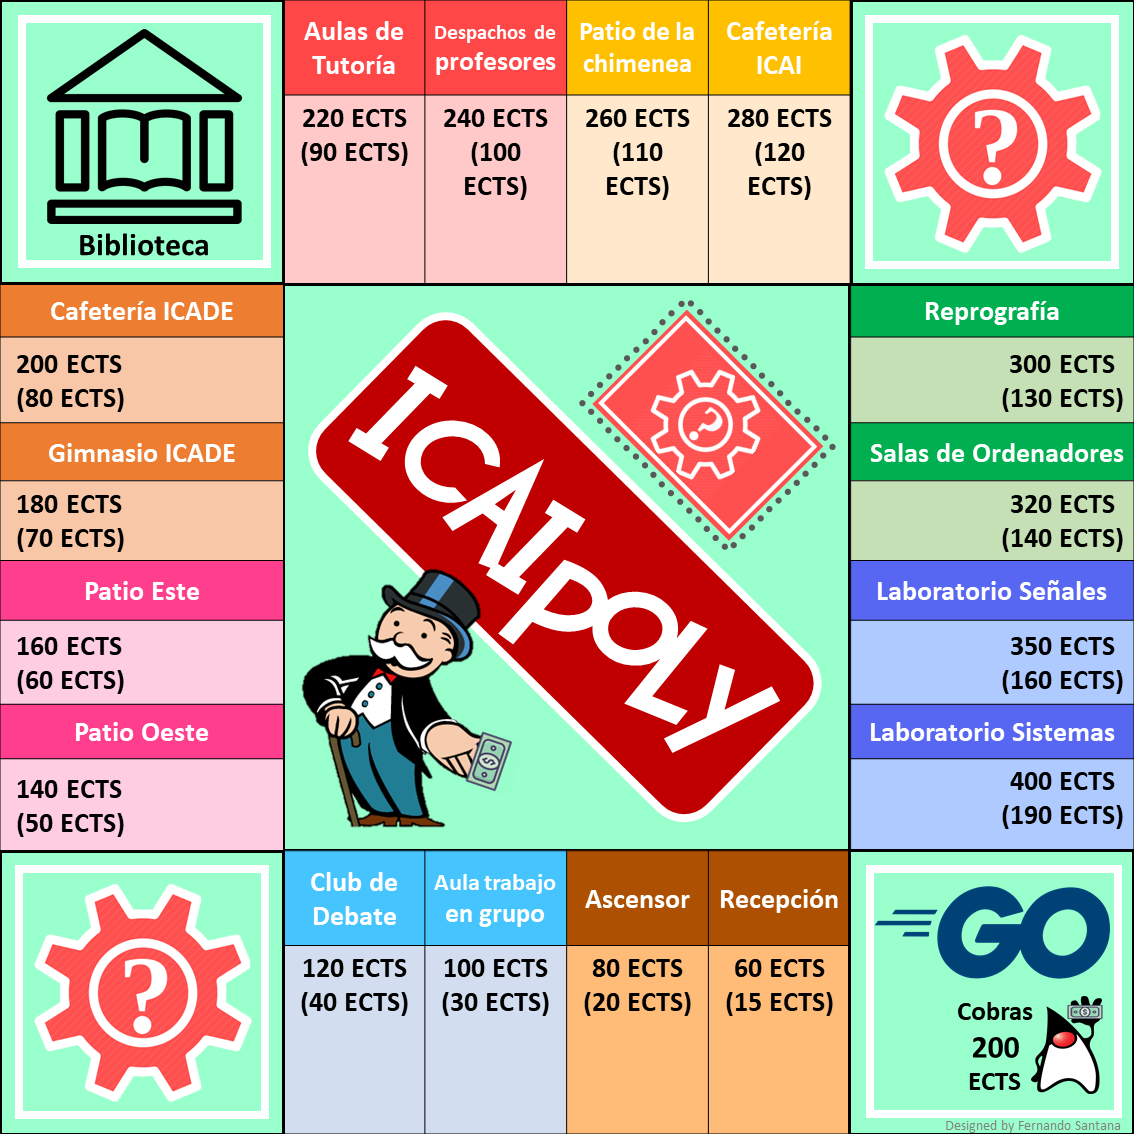 Aulas de
Tutoría
220 ECTS
(90 ECTS)
Despachos de
profesores
240 ECTS
(100
ECTS)
Patio de la
chimenea
260 ECTS
(110
ECTS)
Cafetería
ICAI
280 ECTS
(120
ECTS)
?
Biblioteca
Cafetería ICADE
200 ECTS
(80 ECTS)
Gimnasio ICADE
180 ECTS
(70 ECTS)
Patio Este
160 ECTS
(60 ECTS)
Patio Oeste
140 ECTS
(50 ECTS)
?
ICAIPOLY
$
Reprografía
300 ECTS
(130 ECTS)
Salas de Ordenadores
320 ECTS
(140 ECTS)
Laboratorio Señales
350 ECTS
(160 ECTS)
Laboratorio Sistemas
400 ECTS
(190 ECTS)
?
Club de
Debate
120 ECTS
(40 ECTS)
Aula trabajo
en grupo
100 ECTS
(30 ECTS)
Ascensor
80 ECTS
(20 ECTS)
Recepción
60 ECTS
(15 ECTS)
GO
Cobras
200
ECTS
$
Designed by Fernando Santana